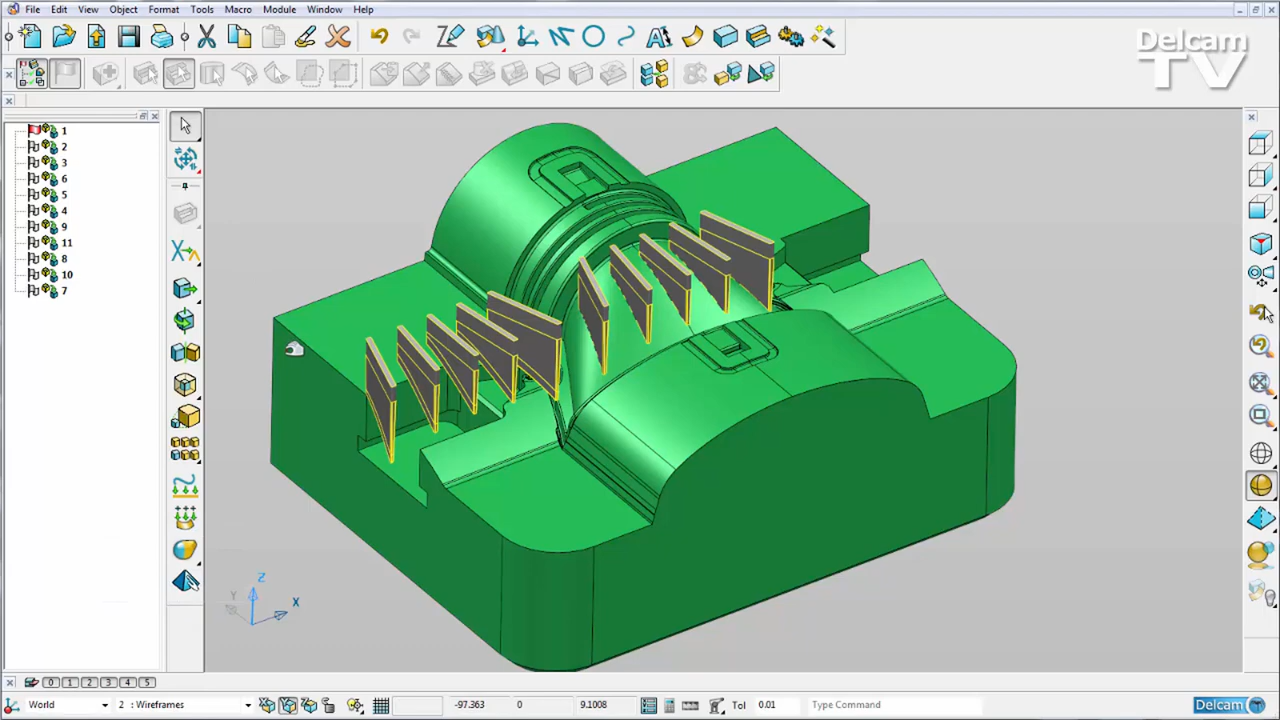 File Edit View Object Format Tools Macro Module Window Help
Delcam
TV
1
2
3
6
5
4
9
11
8
10
7
Z
Y
X
0 1 2 3 4 5
World 2 : Wireframes -97.363 0 9.1008 Tol 0.01 Type Command Delcam